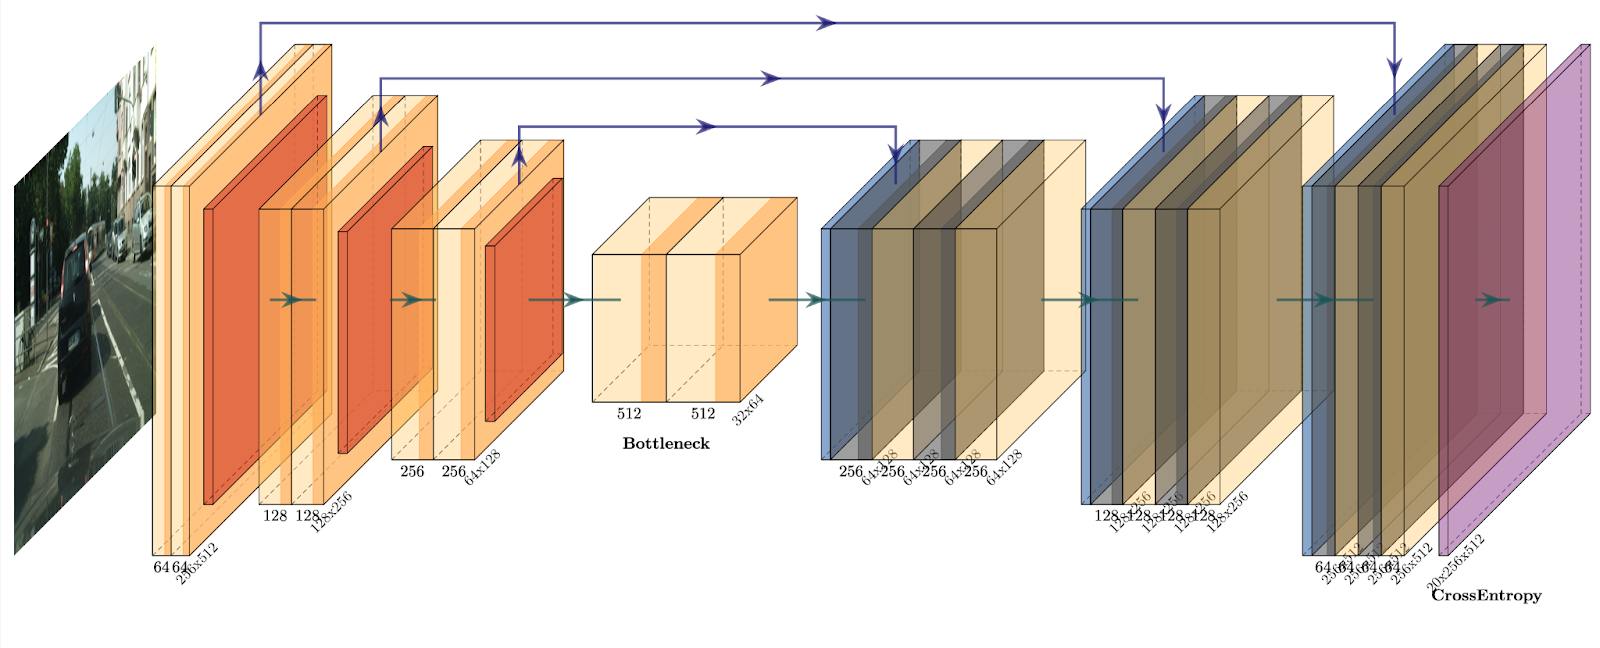 64 64
256x512
128 128
128x256
256 256
64x128
512 512
32x64
Bottleneck
256 256 256 256
64x128 64x128 64x128 64x128
128 128 128 128
128x256 128x256 128x256 128x256
64 64 64 64
256x512 256x512 256x512 256x512
20x256x512
CrossEntropy